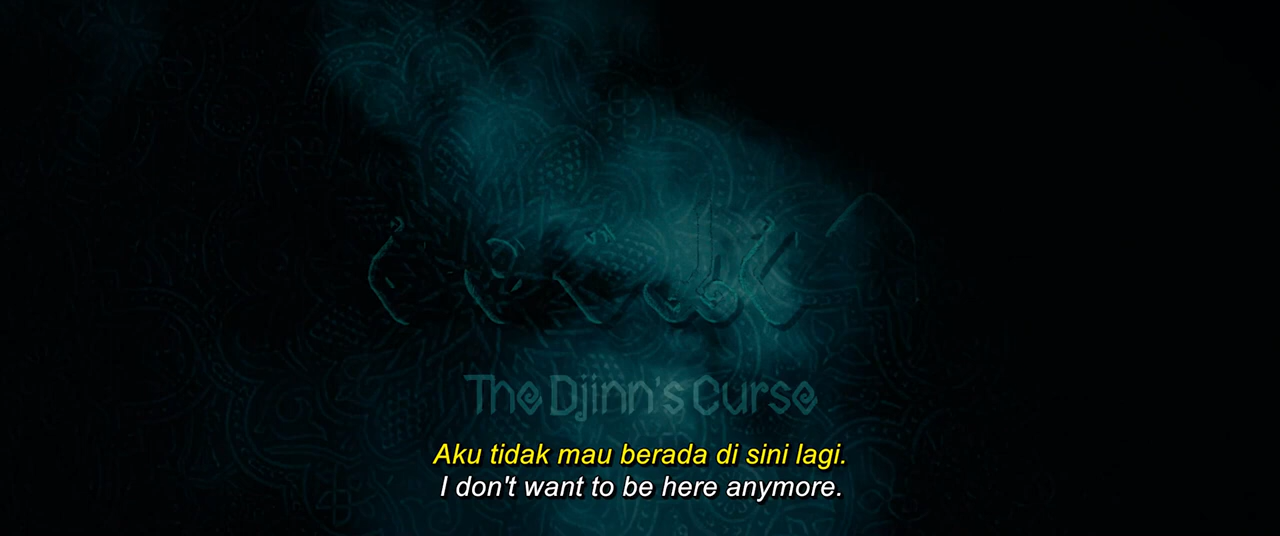 The Djinn's Curse
Aku tidak mau berada di sini lagi.
I don't want to be here anymore.